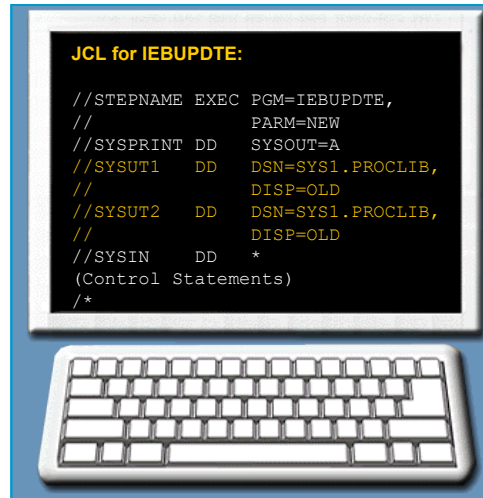 JCL for IEBUPDTE:
//STEPNAME EXEC PGM=IEBUPDTE,
// PARM=NEW
//SYSPRINT DD SYSOUT=A
//SYSUT1 DD DSN=SYS1.PROCLIB,
// DISP=OLD
//SYSUT2 DD DSN=SYS1.PROCLIB,
// DISP=OLD
//SYSIN DD *
(Control Statements)
/*